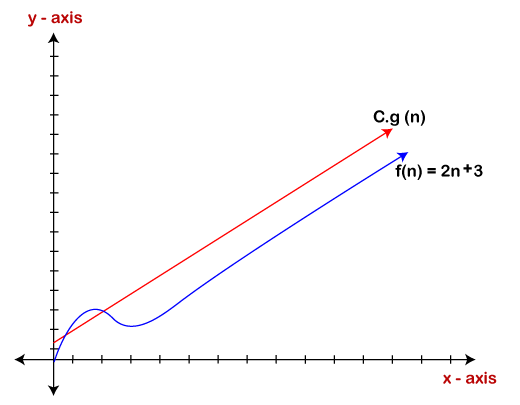 y - axis
C.g (n)
f(n) = 2n+3
x - axis